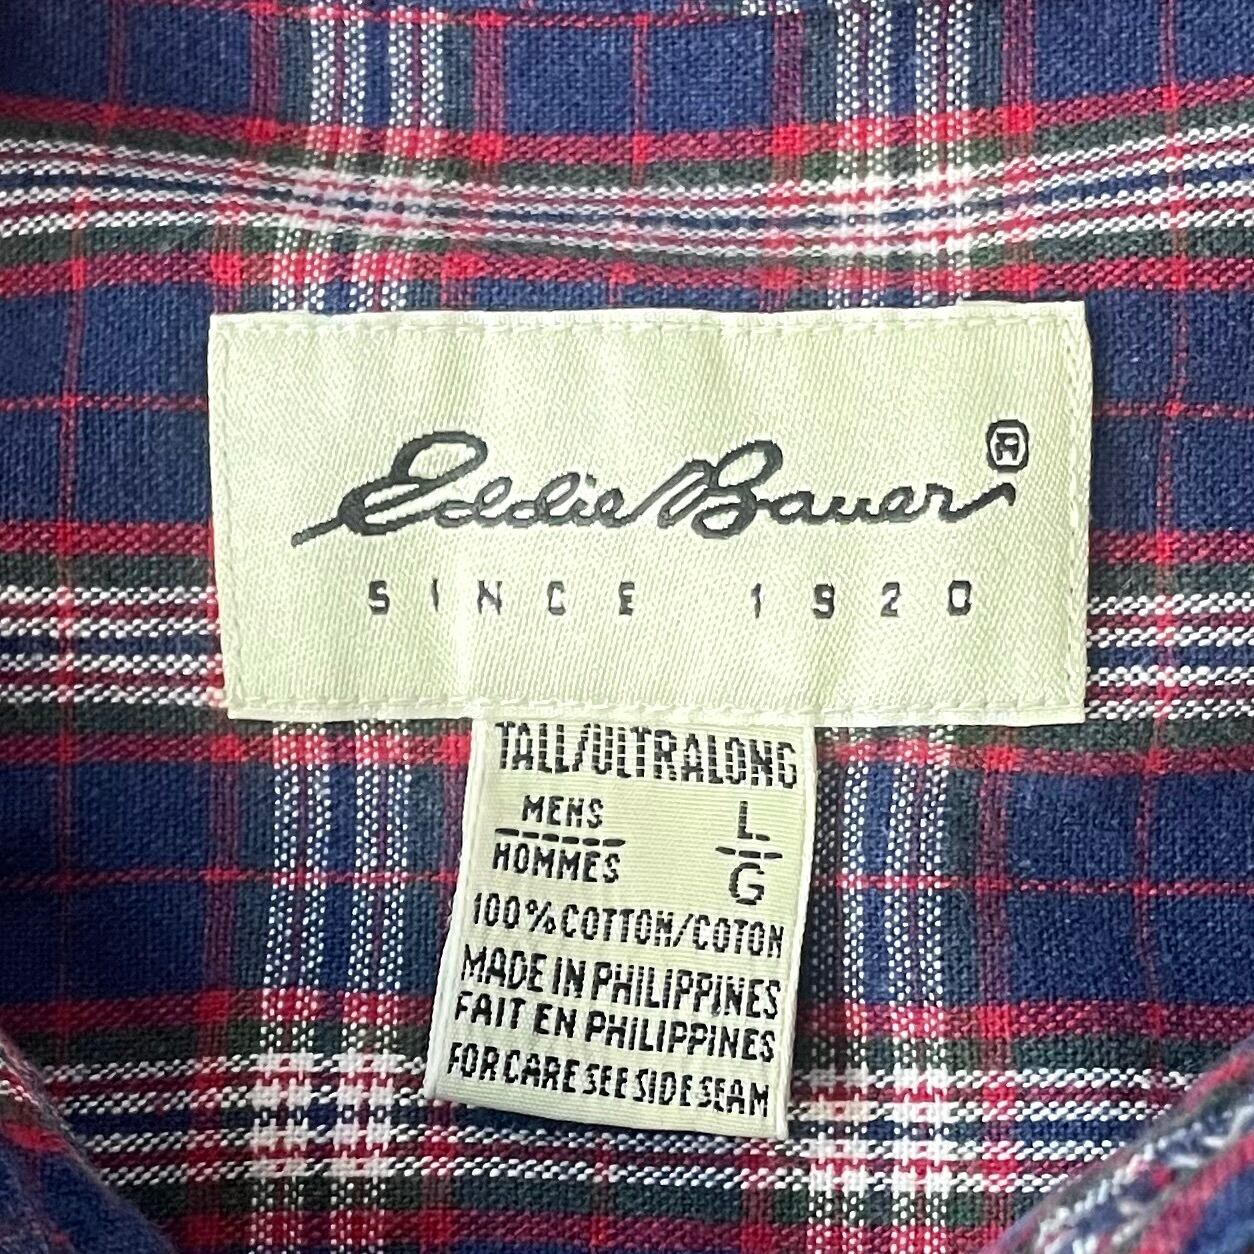 Eddie Bauer ®
SINCE 1920
TALL/ULTRALONG
MENS L
HOMMES G
100% COTTON/COTON
MADE IN PHILIPPINES
FAIT EN PHILIPPINES
FOR CARE SEE SIDE SEAM